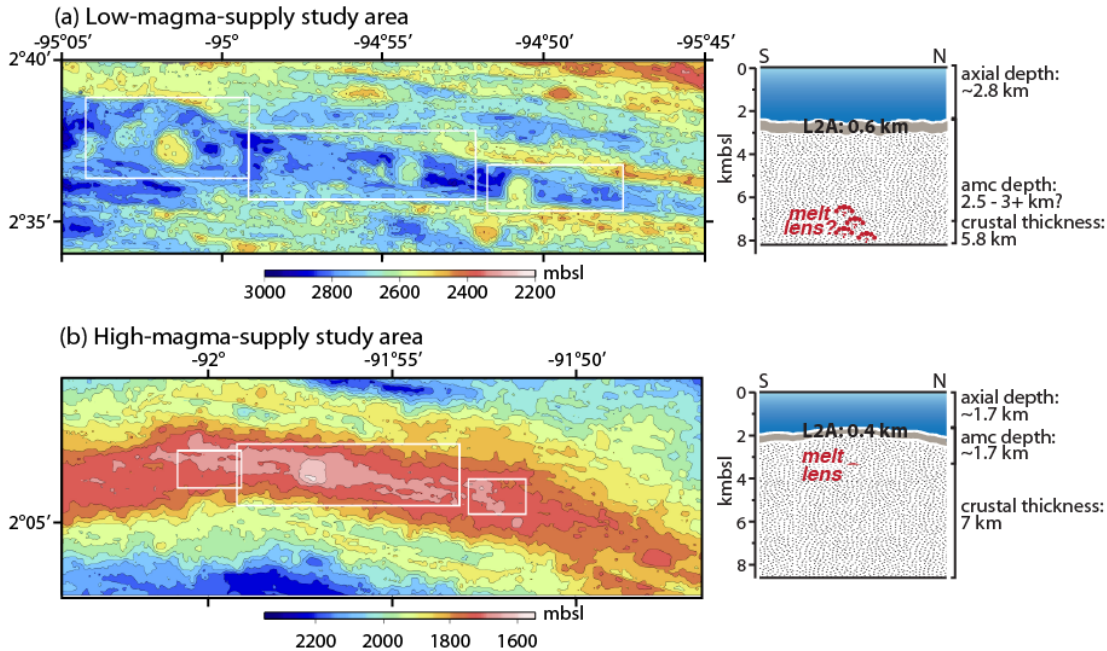 (a) Low-magma-supply study area
-95°05′ -95° -94°55′ -94°50′ -95°45′
2°40′
2°35′
3000 2800 2600 2400 2200 mbsl
S N
0
2
4
6
8
kmbsl
L2A: 0.6 km
melt
lens?
axial depth:
~2.8 km
amc depth:
2.5 - 3+ km?
crustal thickness:
5.8 km
(b) High-magma-supply study area
-92° -91°55′ -91°50′
2°05′
mbsl
2200 2000 1800 1600
S N
0
2
4
6
8
kmbsl
L2A: 0.4 km
melt
lens
axial depth:
~1.7 km
amc depth:
~1.7 km
crustal thickness:
7 km